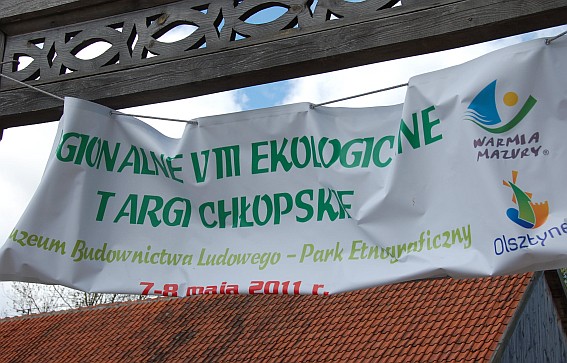 GIONALNE VIII EKOLOGICZNE
TARGI CHŁOPSKIE
uzeum Budownictwa Ludowego – Park Etnograficzny
7-8 maja 2011 r.
WARMIA
MAZURY ®
Olsztyne